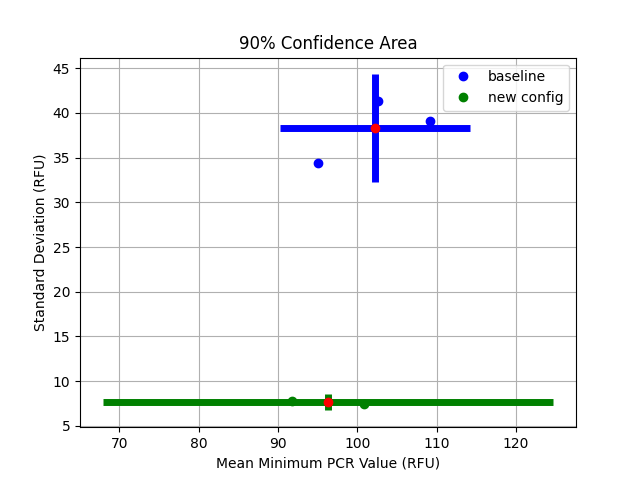 90% Confidence Area
baseline
new config
45
40
35
30
25
20
15
10
5
Standard Deviation (RFU)
70 80 90 100 110 120
Mean Minimum PCR Value (RFU)